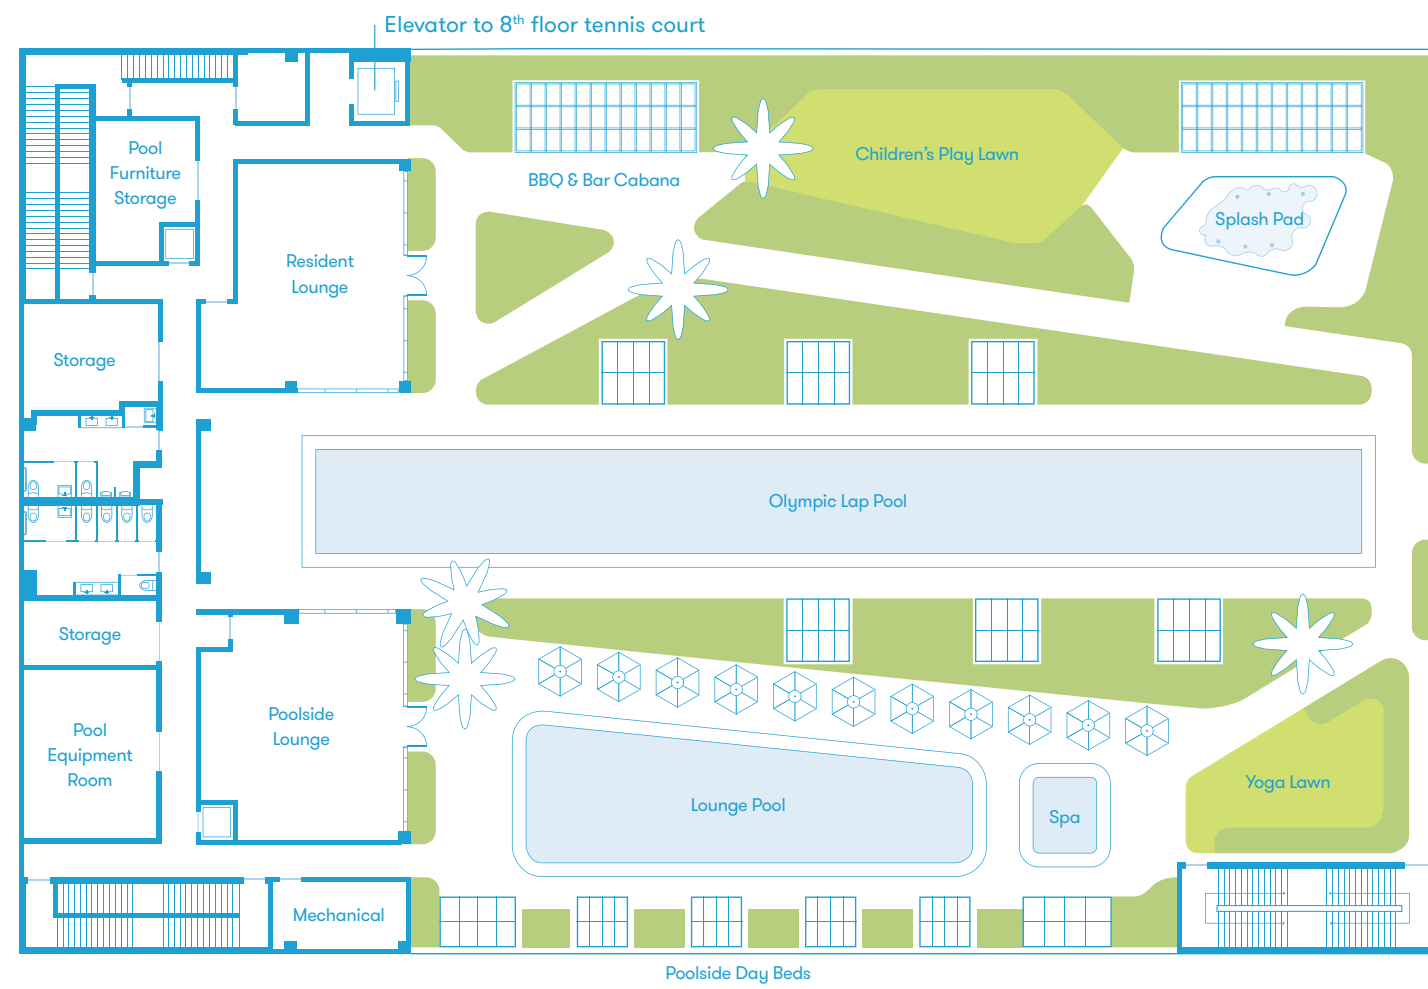 Elevator to 8th floor tennis court
Pool
Furniture
Storage
BBQ & Bar Cabana
Children's Play Lawn
Splash Pad
Resident
Lounge
Storage
Olympic Lap Pool
Storage
Pool
Equipment
Room
Poolside
Lounge
Lounge Pool
Spa
Yoga Lawn
Mechanical
Poolside Day Beds